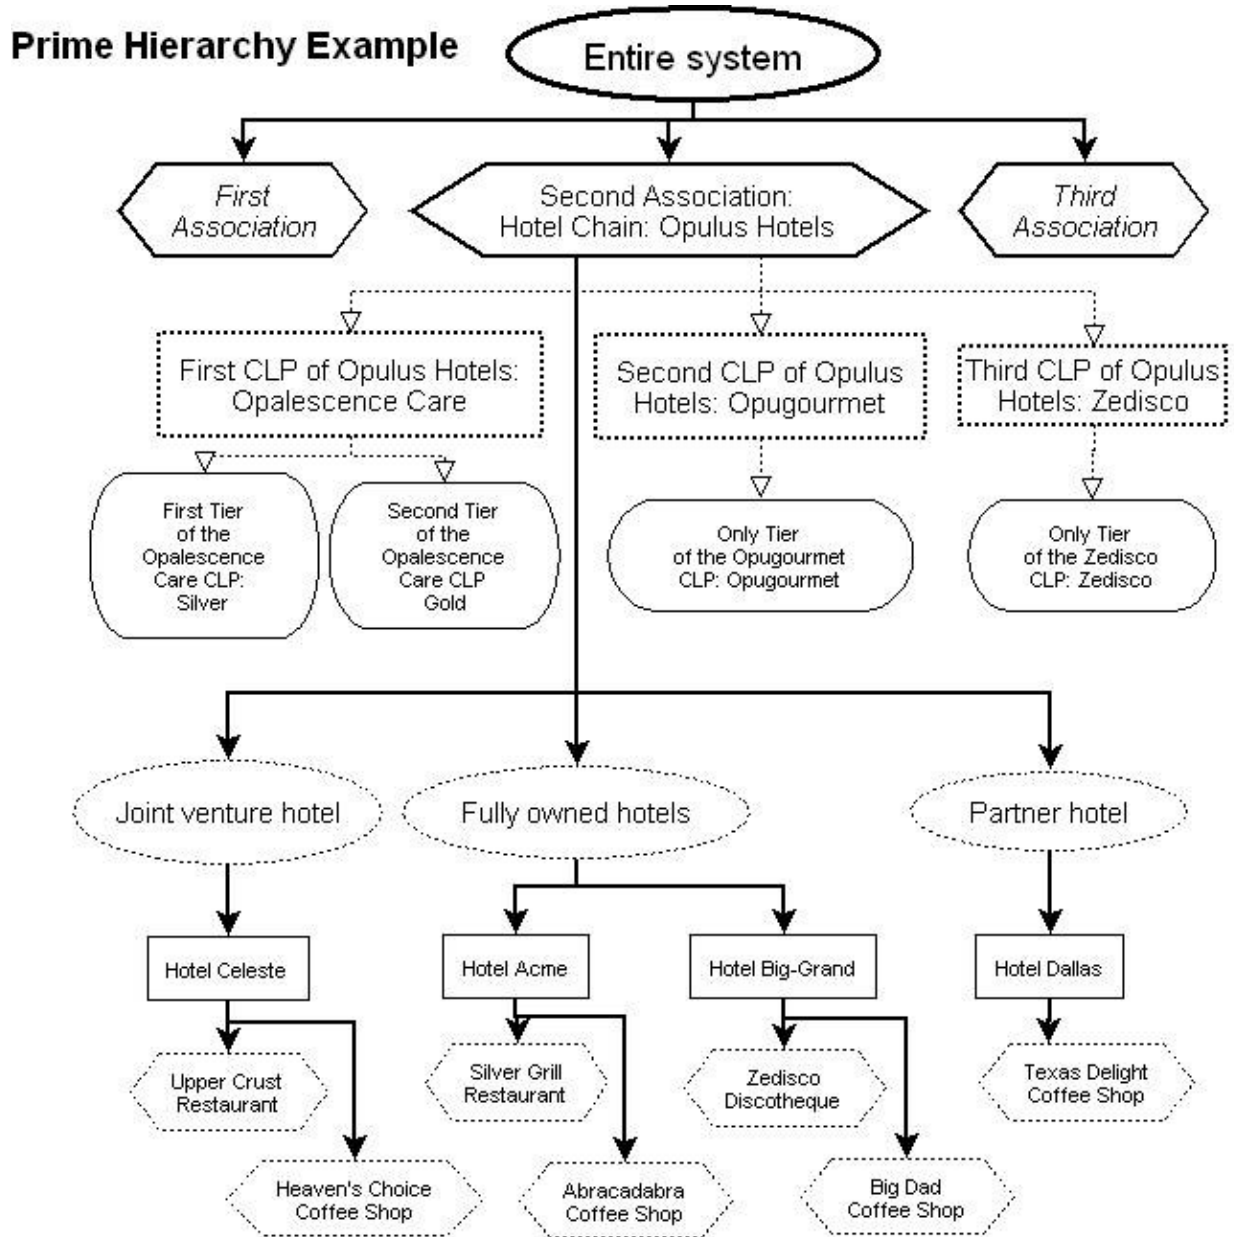 Prime Hierarchy Example
Entire system
First
Association
Second Association:
Hotel Chain: Opulus Hotels
Third
Association
First CLP of Opulus Hotels:
Opalescence Care
Second CLP of Opulus
Hotels: Opugourmet
Third CLP of Opulus
Hotels: Zedisco
First Tier
of the
Opalescence
Care CLP:
Silver
Second Tier
of the
Opalescence
Care CLP
Gold
Only Tier
of the Opugourmet
CLP: Opugourmet
Only Tier
of the Zedisco
CLP: Zedisco
Joint venture hotel
Fully owned hotels
Partner hotel
Hotel Celeste
Hotel Acme
Hotel Big-Grand
Hotel Dallas
Upper Crust
Restaurant
Silver Grill
Restaurant
Zedisco
Discotheque
Texas Delight
Coffee Shop
Heaven's Choice
Coffee Shop
Abracadabra
Coffee Shop
Big Dad
Coffee Shop